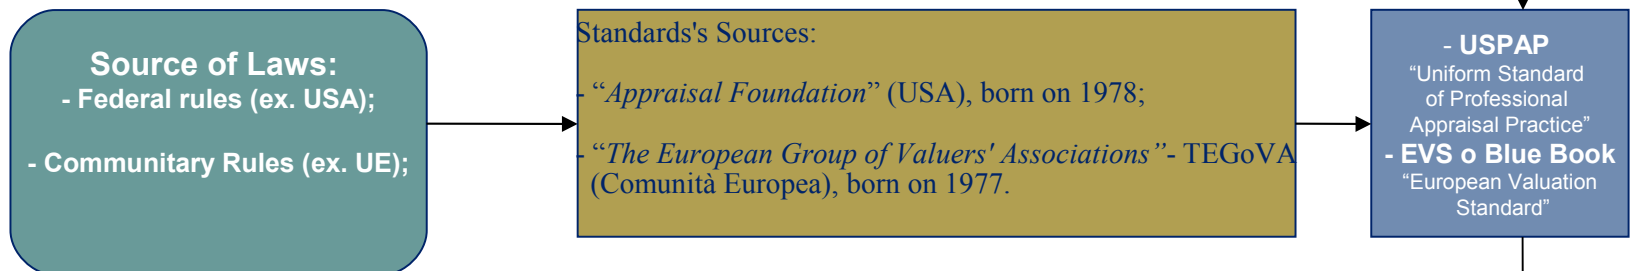 Source of Laws:
- Federal rules (ex. USA);
- Communitary Rules (ex. UE);
Standards's Sources:
- “Appraisal Foundation” (USA), born on 1978;
- “The European Group of Valuers' Associations”- TEGoVA
(Comunità Europea), born on 1977.
- USPAP
“Uniform Standard
of Professional
Appraisal Practice”
- EVS o Blue Book
“European Valuation
Standard”